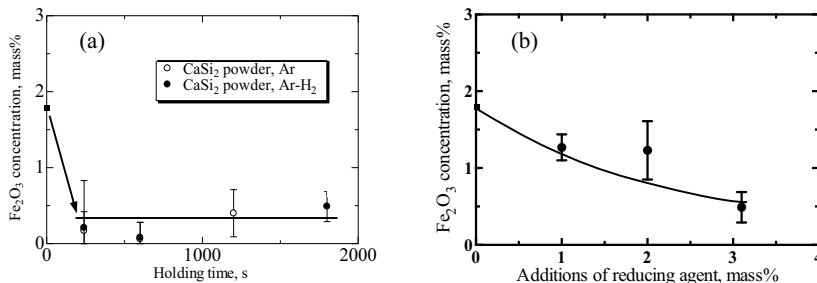 (a)
○ CaSi₂ powder, Ar
● CaSi₂ powder, Ar-H₂
Fe₂O₃ concentration, mass%
3
2
1
0
0
1000
2000
Holding time, s
(b)
Fe₂O₃ concentration, mass%
3
2
1
0
0
1
2
3
4
Additions of reducing agent, mass%